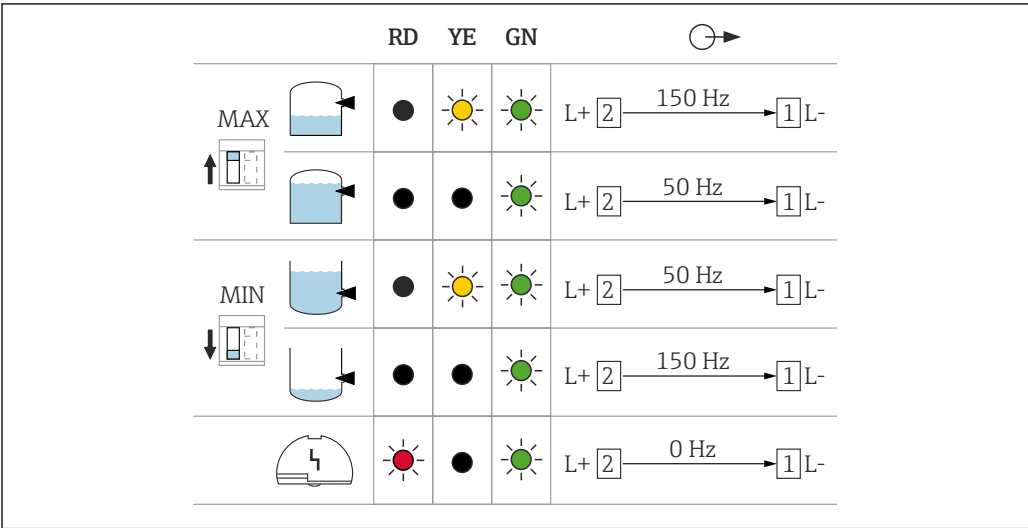 RD YE GN
MAX
L+ 2 150 Hz 1 L-
L+ 2 50 Hz 1 L-
MIN
L+ 2 50 Hz 1 L-
L+ 2 150 Hz 1 L-
L+ 2 0 Hz 1 L-